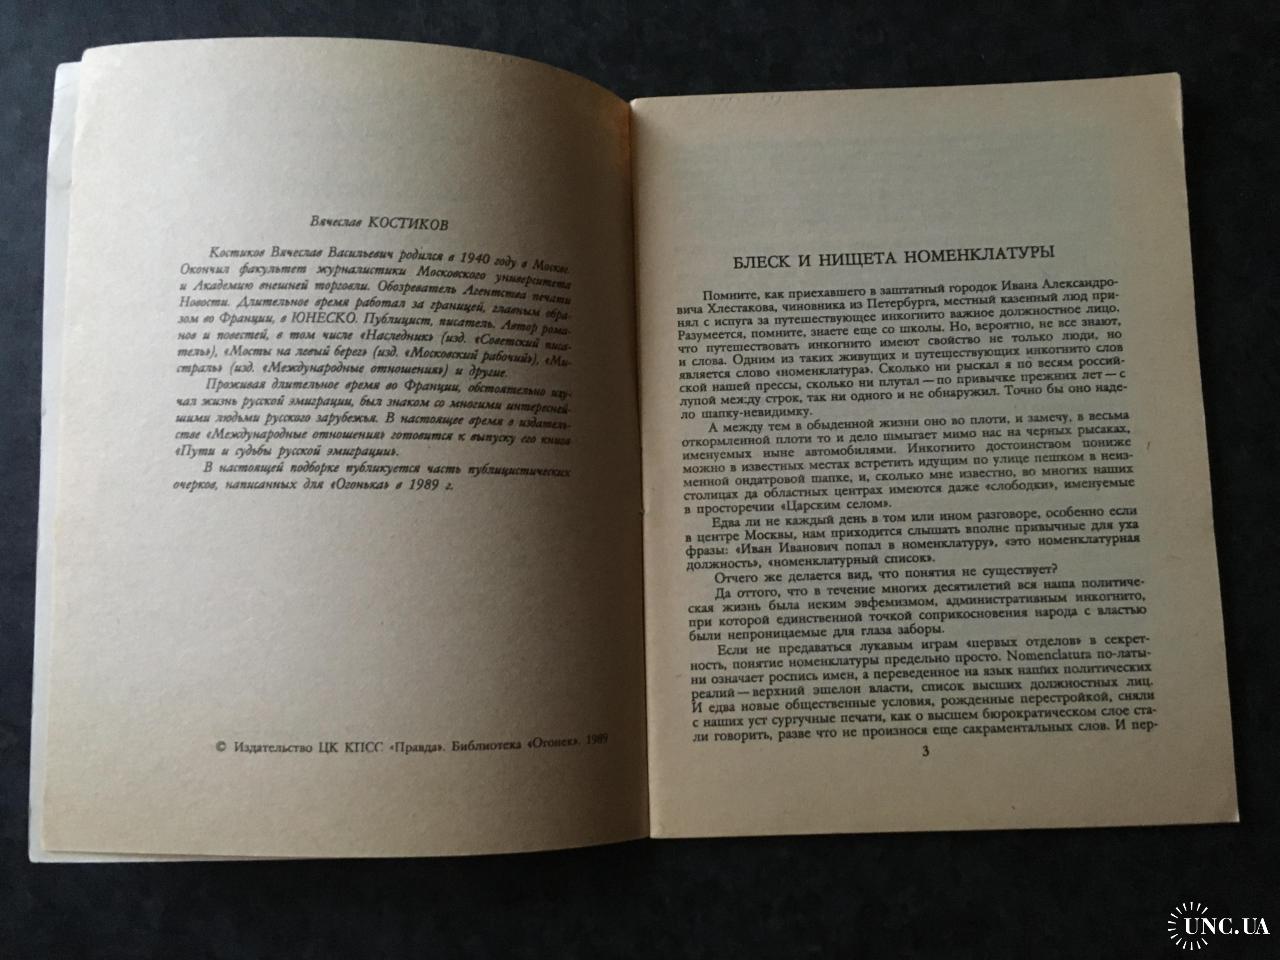 Вячеслав КОСТИКОВ
Костиков Вячеслав Васильевич родился в 1940 году в Москве.
Окончил факультет журналистики Московского университета
и Академию внешней торговли. Обозреватель Агентства печати
Новости. Длительное время работал за границей, главным обра-
зом во Франции, в ЮНЕСКО. Публицист, писатель. Автор рома-
нов и повестей, в том числе «Наследник» (изд. «Советский писа-
тель»), «Мосты на левый берег» (изд. «Московский рабочий»), «Ми-
страль» (изд. «Международные отношения») и другие.
Проживая длительное время во Франции, обстоятельно изу-
чал жизнь русской эмиграции, был знаком со многими интересней-
шими людьми русского зарубежья. В настоящее время в издатель-
стве «Международные отношения» готовится к выпуску его книга
«Пути и судьбы русской эмиграции».
В настоящей подборке публикуется часть публицистических
очерков, написанных для «Огонька» в 1989 г.
© Издательство ЦК КПСС «Правда». Библиотека «Огонек». 1989
БЛЕСК И НИЩЕТА НОМЕНКЛАТУРЫ
Помните, как приехавшего в заштатный городок Ивана Александро-
вича Хлестакова, чиновника из Петербурга, местный казенный люд при-
нял с испуга за путешествующее инкогнито важное должностное лицо.
Разумеется, помните, знаете еще со школы. Но, вероятно, не все знают,
что путешествовать инкогнито имеют свойство не только люди, но
и слова. Одним из таких живущих и путешествующих инкогнито слов
является слово «номенклатура». Сколько ни рыскал я по весям россий-
ской нашей прессы, сколько ни плутал — по привычке прежних лет — с
лупой между строк, так ни одного и не обнаружил. Точно бы оно наде-
ло шапку-невидимку.
А между тем в обыденной жизни оно во плоти, и замечу, в весьма
откормленной плоти то и дело шмыгает мимо нас на черных рысаках,
именуемых ныне автомобилями. Инкогнито достоинством пониже
можно в известных местах встретить идущим по улице пешком в неиз-
менной ондатровой шапке, и, сколько мне известно, во многих наших
столицах да областных центрах имеются даже «слободки», именуемые
в просторечии «Царским селом».
Едва ли не каждый день в том или ином разговоре, особенно если
в центре Москвы, нам приходится слышать вполне привычные для уха
фразы: «Иван Иванович попал в номенклатуру», «это номенклатурная
должность», «номенклатурный список».
Отчего же делается вид, что понятия не существует?
Да оттого, что в течение многих десятилетий вся наша политиче-
ская жизнь была неким эвфемизмом, административным инкогнито,
при которой единственной точкой соприкосновения народа с властью
были непроницаемые для глаза заборы.
Если не предаваться лукавым играм «первых отделов» в секрет-
ность, понятие номенклатуры предельно просто. Nomenclatura по-латы-
ни означает роспись имен, а переведенное на язык наших политических
реалий — верхний эшелон власти, список высших должностных лиц.
И едва новые общественные условия, рожденные перестройкой, сняли
с наших уст сургучные печати, как о высшем бюрократическом слое ста-
ли говорить, разве что не произнося еще сакраментальных слов. И пер-
3
UNC.UA